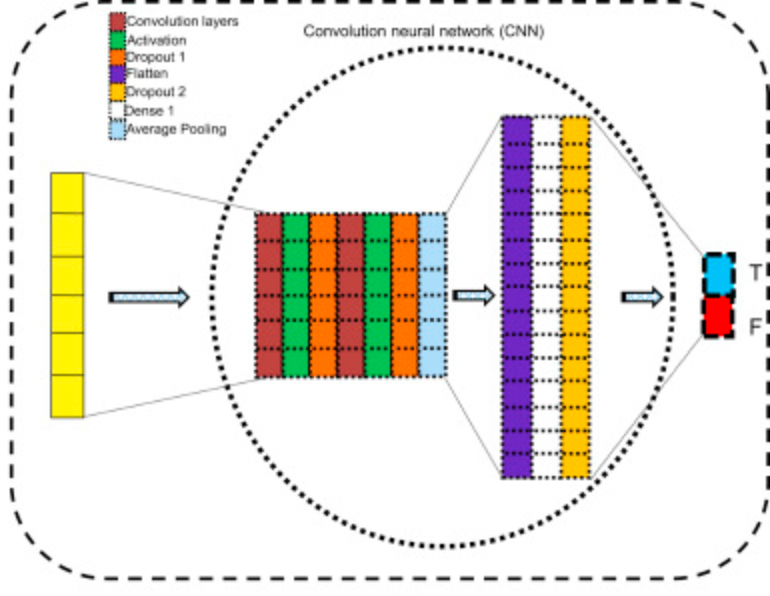 Convolution layers
Activation
Dropout 1
Flatten
Dropout 2
Dense 1
Average Pooling
Convolution neural network (CNN)
T
F